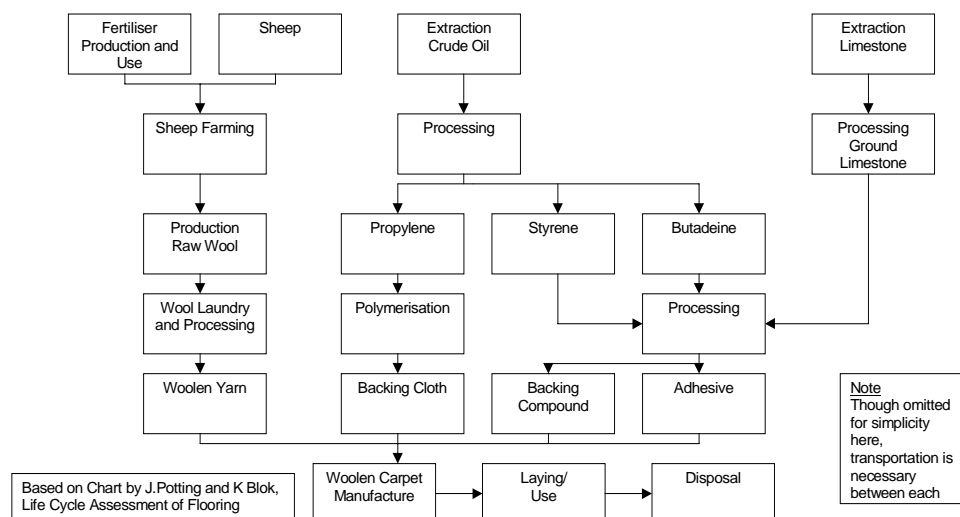 Fertiliser
Production and
Use
Sheep
Extraction
Crude Oil
Extraction
Limestone
Sheep Farming
Processing
Processing
Ground
Limestone
Production
Raw Wool
Propylene
Styrene
Butadeine
Wool Laundry
and Processing
Polymerisation
Processing
Woolen Yarn
Backing Cloth
Backing
Compound
Adhesive
Note
Though omitted
for simplicity
here,
transportation is
necessary
between each
Based on Chart by J.Potting and K Blok,
Life Cycle Assessment of Flooring
Woolen Carpet
Manufacture
Laying/
Use
Disposal